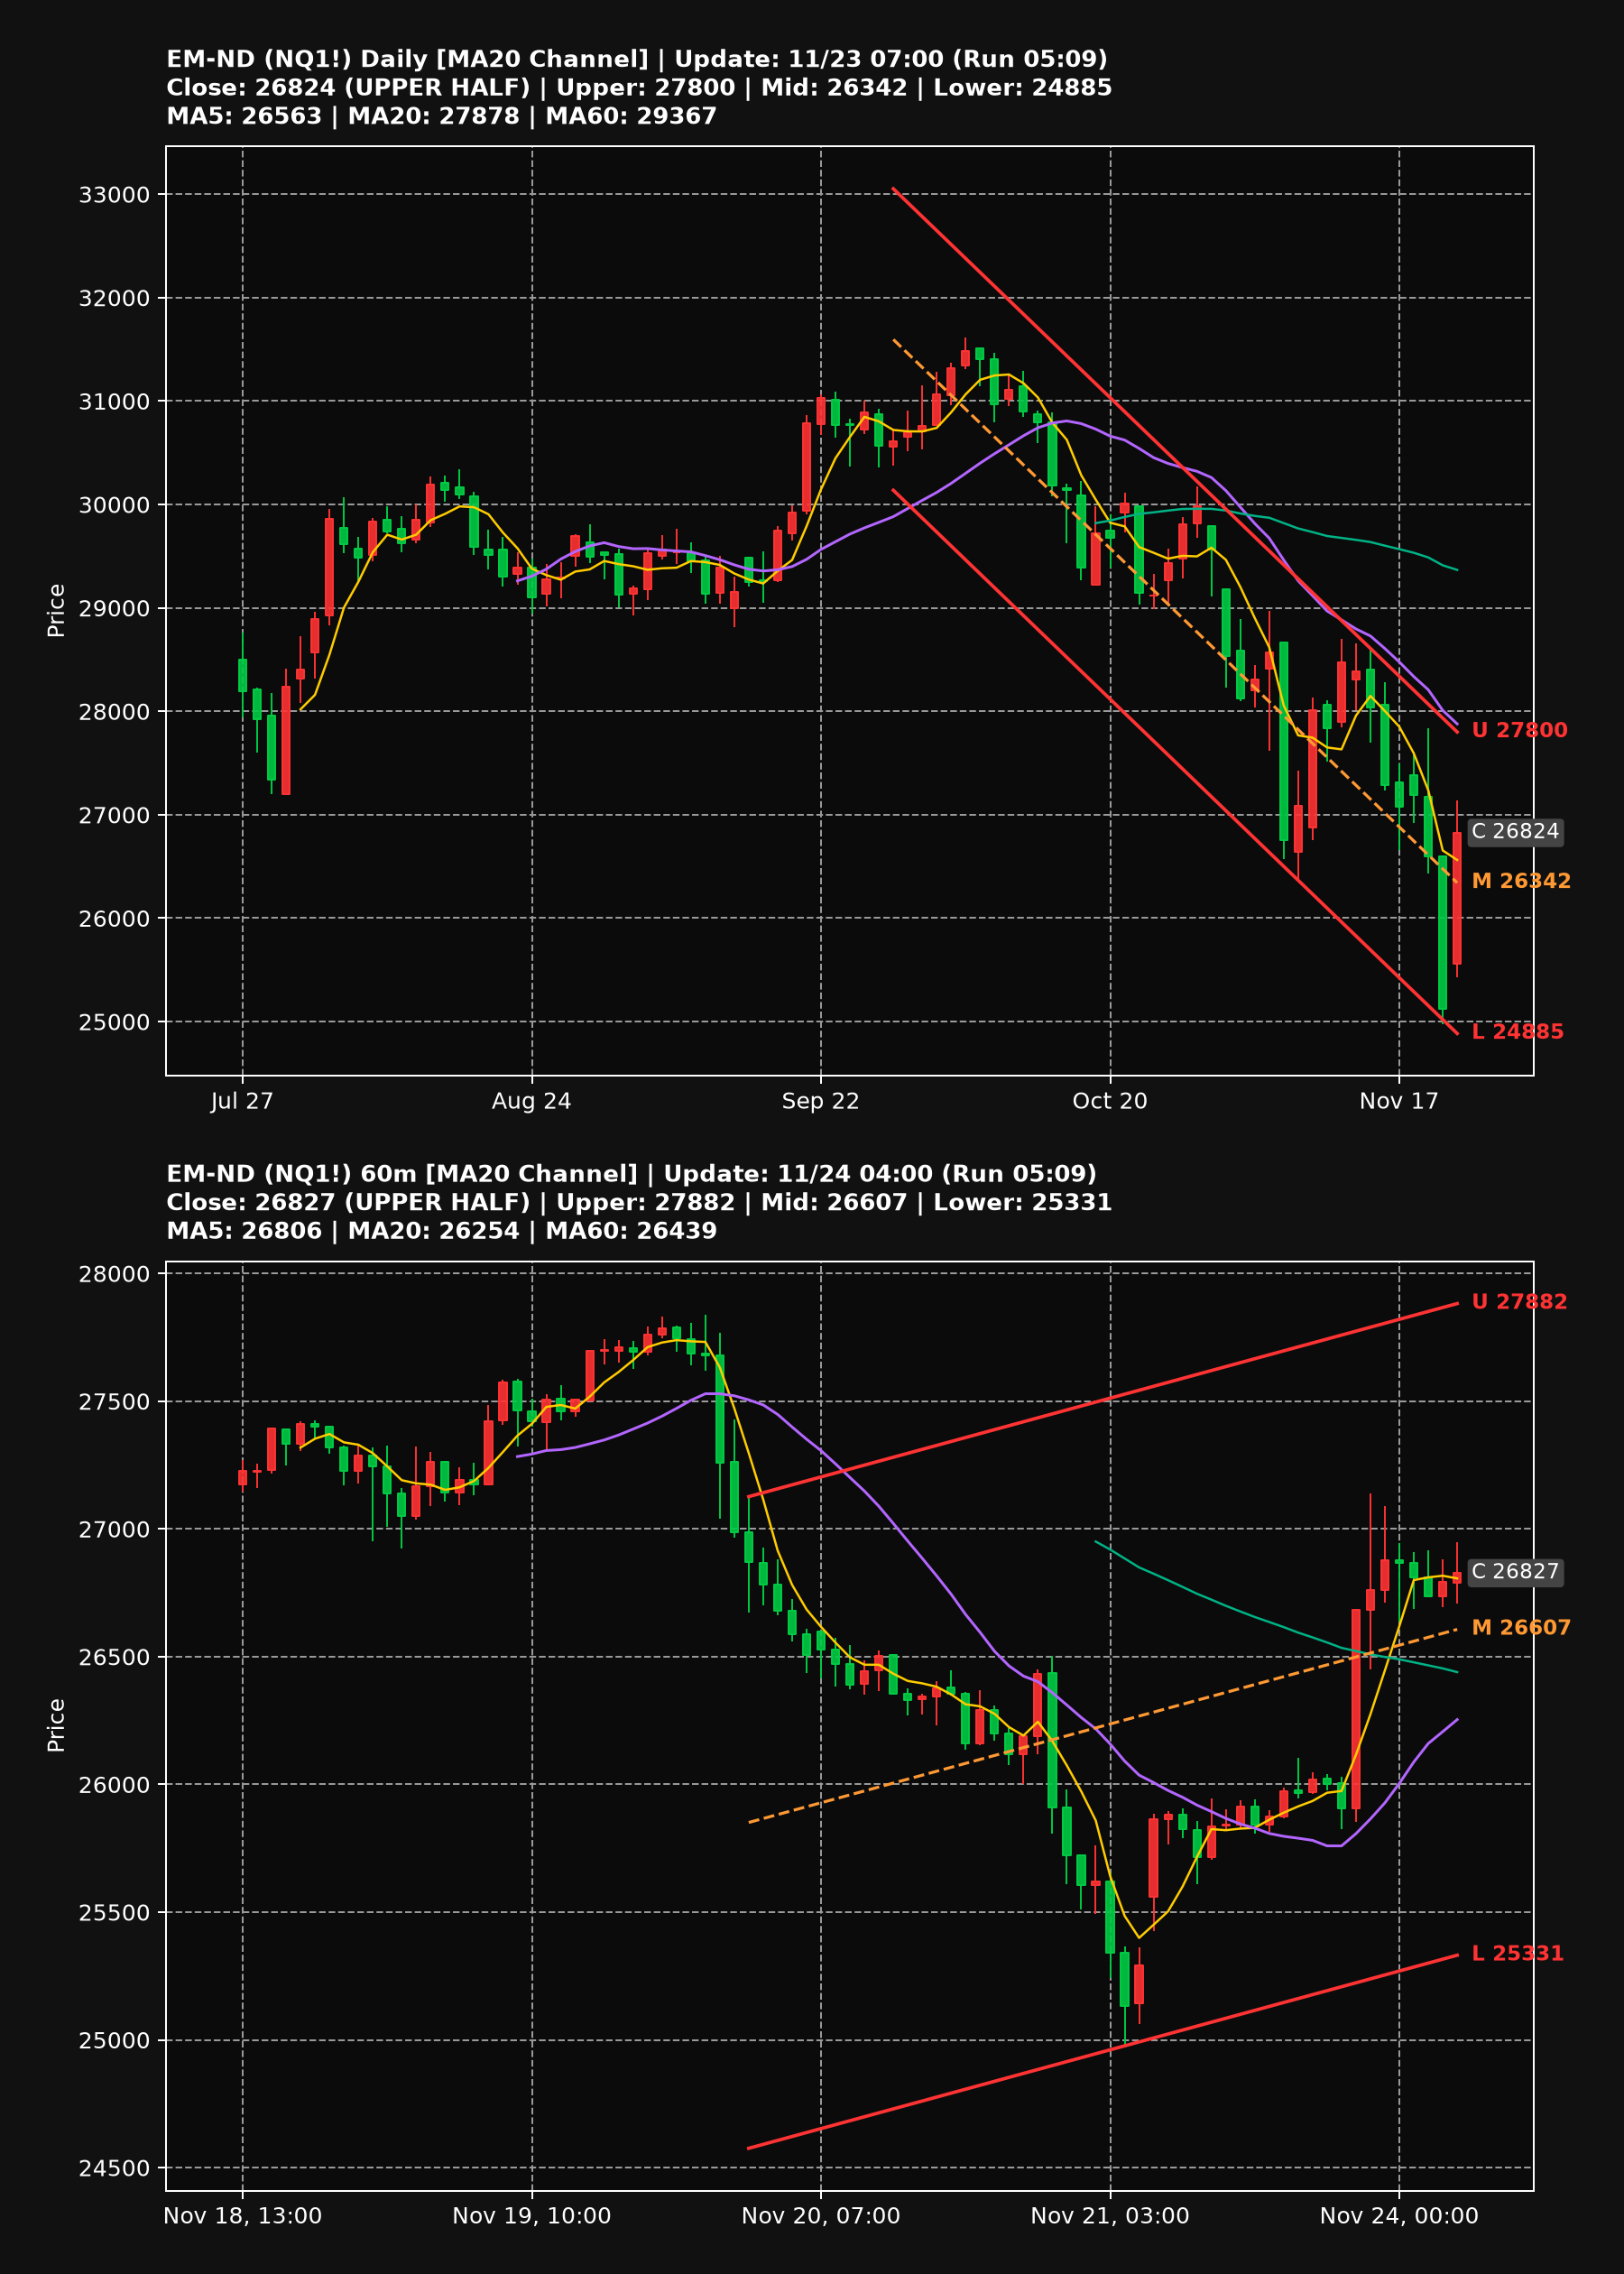 EM-ND (NQ1!) Daily [MA20 Channel] | Update: 11/23 07:00 (Run 05:09)
Close: 26824 (UPPER HALF) | Upper: 27800 | Mid: 26342 | Lower: 24885
MA5: 26563 | MA20: 27878 | MA60: 29367
Price
33000
32000
31000
30000
29000
28000
27000
26000
25000
U 27800
C 26824
M 26342
L 24885
Jul 27
Aug 24
Sep 22
Oct 20
Nov 17
EM-ND (NQ1!) 60m [MA20 Channel] | Update: 11/24 04:00 (Run 05:09)
Close: 26827 (UPPER HALF) | Upper: 27882 | Mid: 26607 | Lower: 25331
MA5: 26806 | MA20: 26254 | MA60: 26439
Price
28000
27500
27000
26500
26000
25500
25000
24500
U 27882
C 26827
M 26607
L 25331
Nov 18, 13:00
Nov 19, 10:00
Nov 20, 07:00
Nov 21, 03:00
Nov 24, 00:00